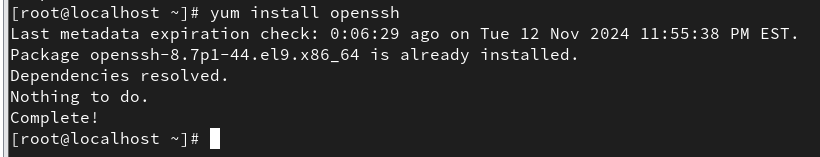 [root@localhost ~]# yum install openssh
Last metadata expiration check: 0:06:29 ago on Tue 12 Nov 2024 11:55:38 PM EST.
Package openssh-8.7p1-44.el9.x86_64 is already installed.
Dependencies resolved.
Nothing to do.
Complete!
[root@localhost ~]#